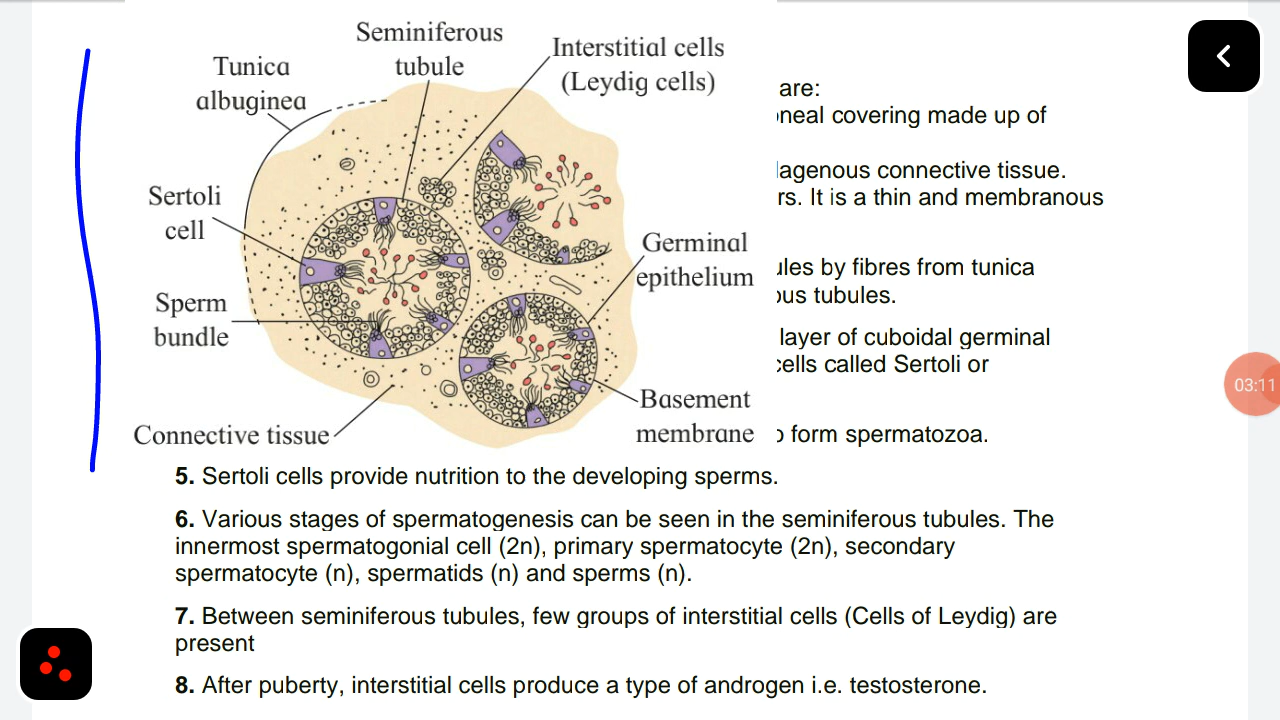 Seminiferous
tubule
Interstitial cells
(Leydig cells)
Tunica
albuginea
Sertoli
cell
Germinal
epithelium
Sperm
bundle
Basement
membrane
Connective tissue
are:
covering made up of
connective tissue.
It is a thin and membranous
by fibres from tunica
tubules.
layer of cuboidal germinal
cells called Sertoli or
form spermatozoa.
5. Sertoli cells provide nutrition to the developing sperms.
6. Various stages of spermatogenesis can be seen in the seminiferous tubules. The
innermost spermatogonial cell (2n), primary spermatocyte (2n), secondary
spermatocyte (n), spermatids (n) and sperms (n).
7. Between seminiferous tubules, few groups of interstitial cells (Cells of Leydig) are
present
8. After puberty, interstitial cells produce a type of androgen i.e. testosterone.
03:11